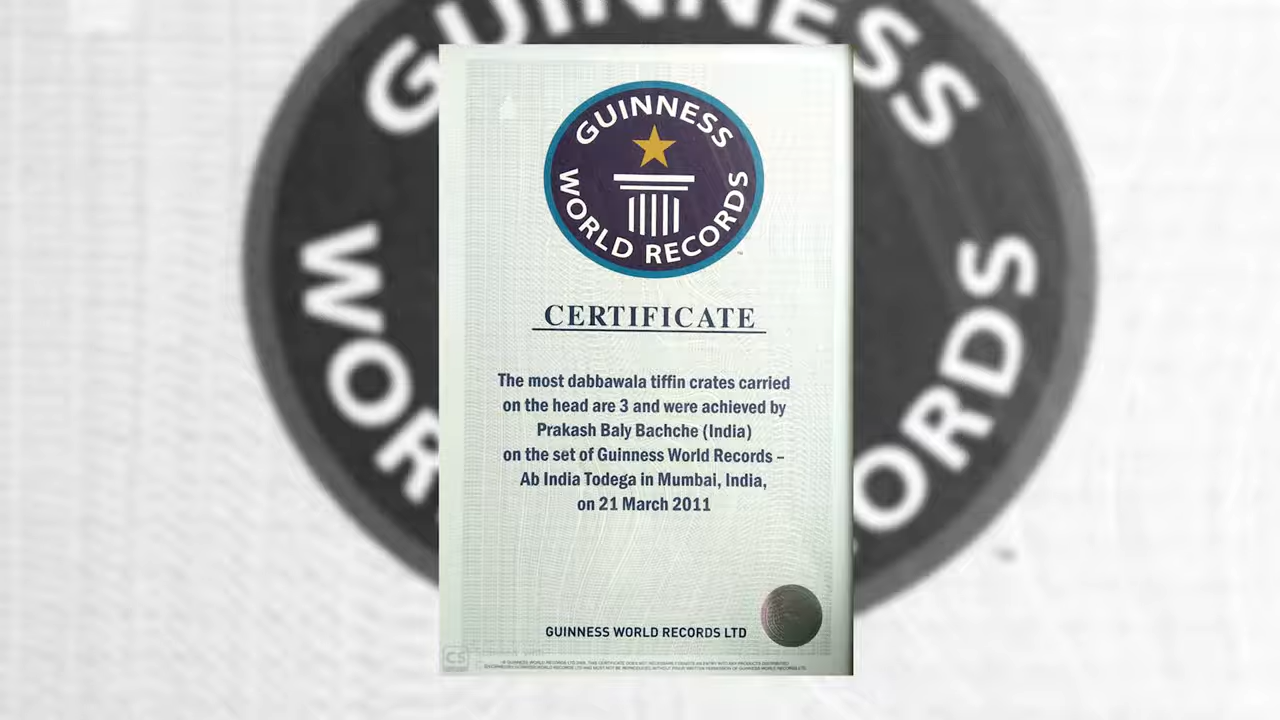 GUINNESS
WORLD RECORDS
CERTIFICATE
The most dabbawala tiffin crates carried
on the head are 3 and were achieved by
Prakash Baly Bachche (India)
on the set of Guinness World Records –
Ab India Todega in Mumbai, India,
on 21 March 2011
GUINNESS WORLD RECORDS LTD
CS